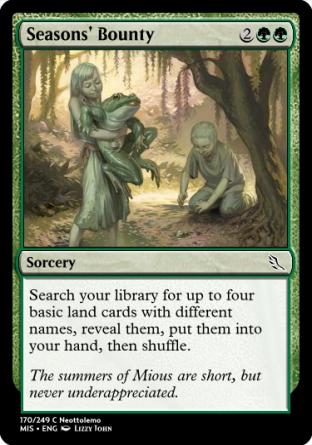 Seasons' Bounty 2
Sorcery
Search your library for up to four
basic land cards with different
names, reveal them, put them into
your hand, then shuffle.
The summers of Mious are short, but
never underappreciated.
170/249 C Neottolemo
MIS • ENG Lizzy John